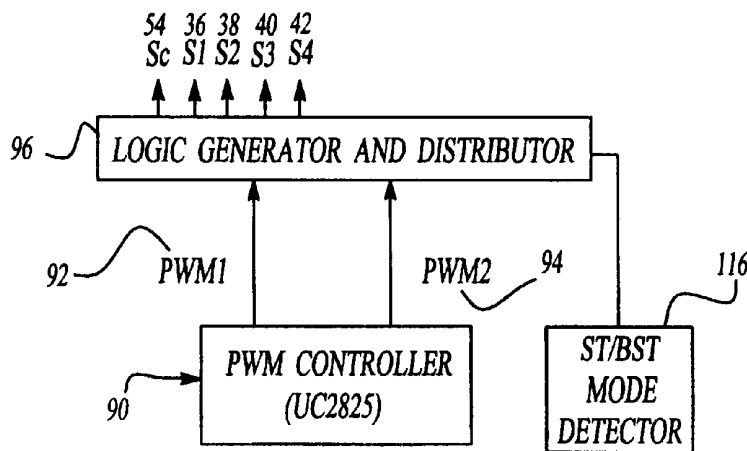 54 36 38 40 42
Sc S1 S2 S3 S4
96
LOGIC GENERATOR AND DISTRIBUTOR
92
PWM1
PWM2
94
116
90
PWM CONTROLLER
(UC2825)
ST/BST
MODE
DETECTOR